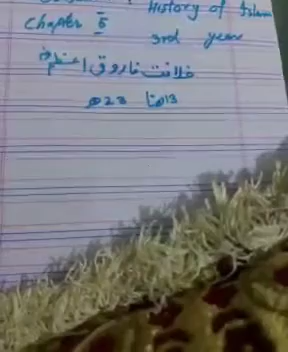 History of Islam
Chapter 5
3rd year
خلافت فاروق اعظمؓ
13ھ تا 23ھ